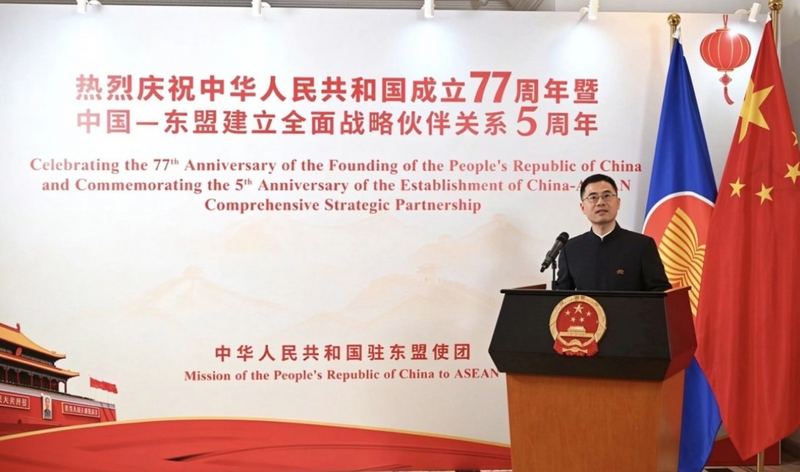 热烈庆祝中华人民共和国成立77周年暨
中国—东盟建立全面战略伙伴关系5周年
Celebrating the 77th Anniversary of the Founding of the People's Republic of China
and Commemorating the 5th Anniversary of the Establishment of China-AN
Comprehensive Strategic Partnership
中华人民共和国驻东盟使团
Mission of the People's Republic of China to ASEAN